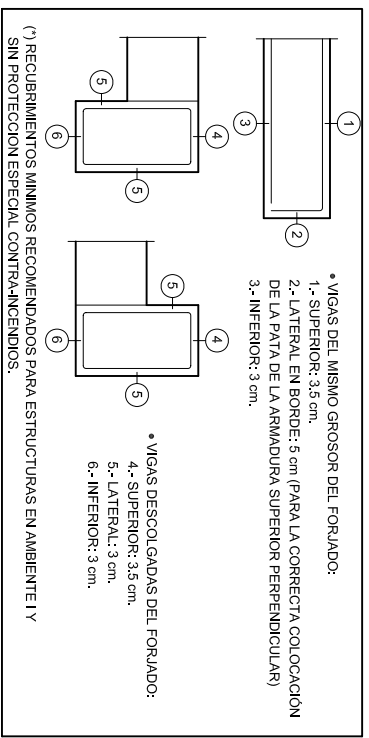 • VIGAS DEL MISMO GROSOR DEL FORJADO:
1.- SUPERIOR: 3.5 cm.
2.- LATERAL EN BORDE: 5 cm (PARA LA CORRECTA COLOCACIÓN
DE LA PATA DE LA ARMADURA SUPERIOR PERPENDICULAR)
3.- INFERIOR: 3 cm.
1
2
3
• VIGAS DESCOLGADAS DEL FORJADO:
4.- SUPERIOR: 3.5 cm.
5.- LATERAL: 3 cm.
6.- INFERIOR: 3 cm.
4
5
5
6
4
5
5
6
(*) RECUBRIMIENTOS MINIMOS RECOMENDADOS PARA ESTRUCTURAS EN AMBIENTE I Y
SIN PROTECCION ESPECIAL CONTRA-INCENDIOS.